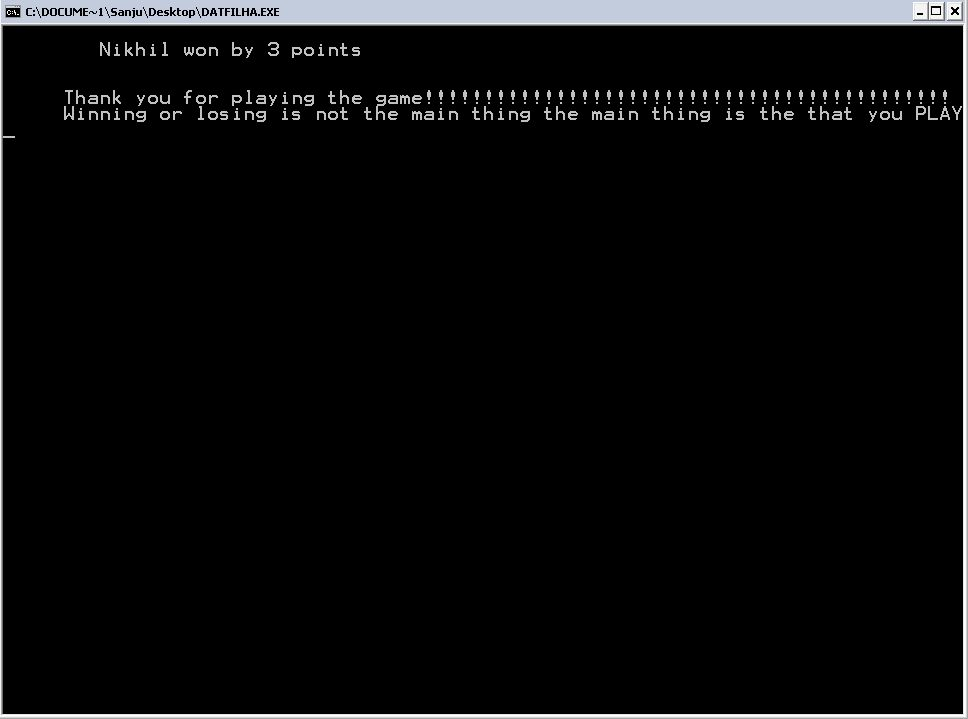 C:\DOCUME~1\Sanju\Desktop\DATFILHA.EXE
Nikhil won by 3 points
Thank you for playing the game!!!!!!!!!!!!!!!!!!!!!!!!!!!!!!!!!!!!!!!!!!!!
Winning or losing is not the main thing the main thing is the that you PLAY